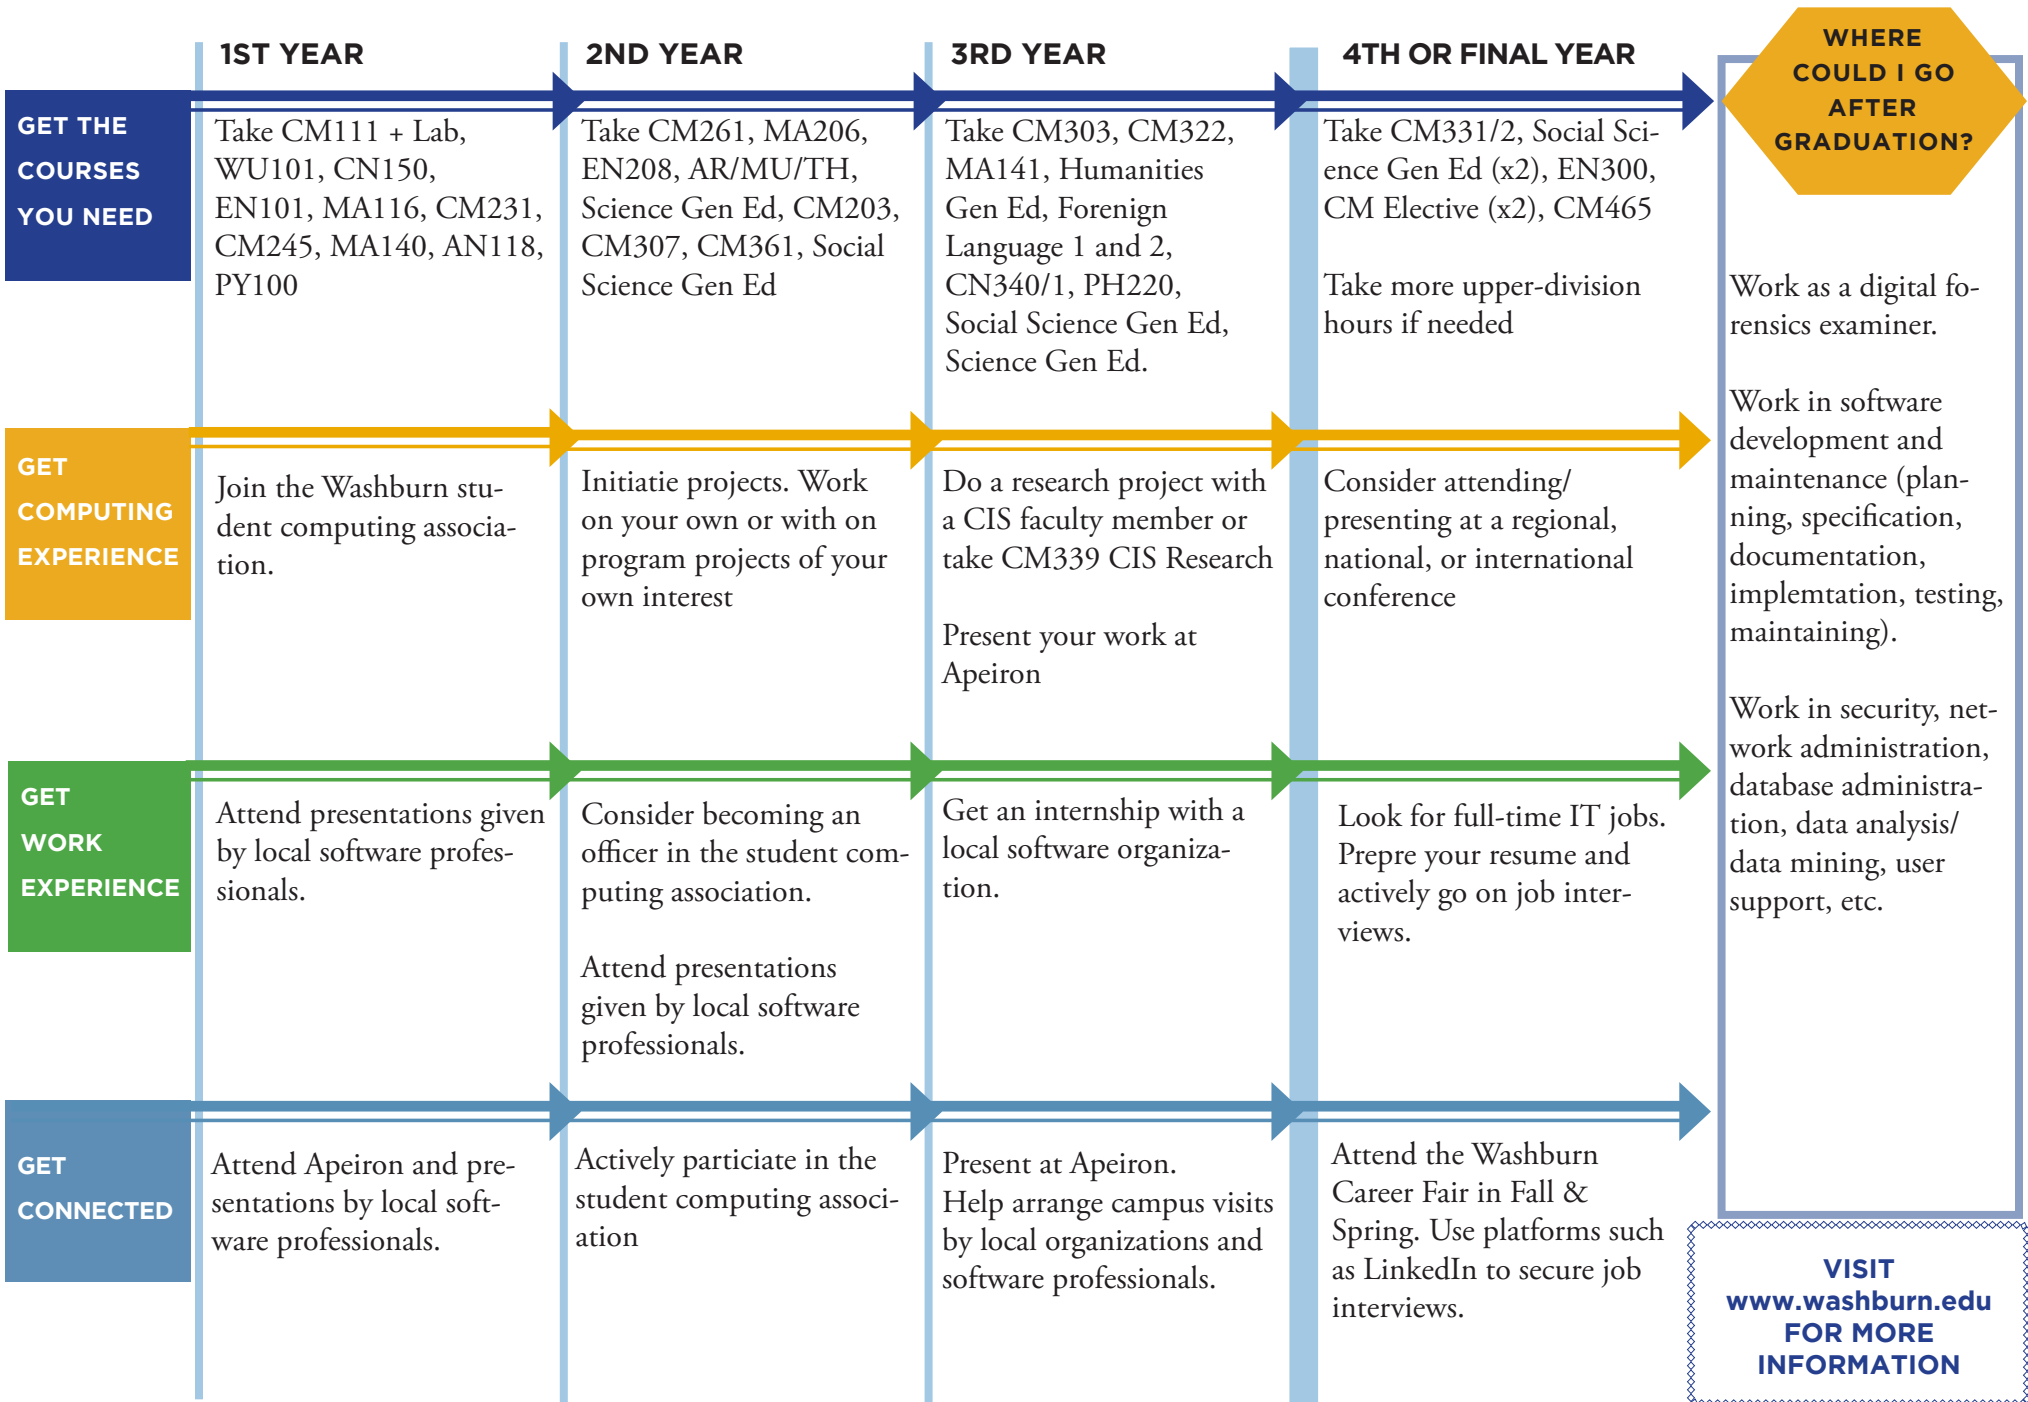 1ST YEAR
2ND YEAR
3RD YEAR
4TH OR FINAL YEAR
WHERE
COULD I GO
AFTER
GRADUATION?
GET THE
COURSES
YOU NEED
Take CM111 + Lab,
WU101, CN150,
EN101, MA116, CM231,
CM245, MA140, AN118,
PY100
Take CM261, MA206,
EN208, AR/MU/TH,
Science Gen Ed, CM203,
CM307, CM361, Social
Science Gen Ed
Take CM303, CM322,
MA141, Humanities
Gen Ed, Forenign
Language 1 and 2,
CN340/1, PH220,
Social Science Gen Ed,
Science Gen Ed.
Take CM331/2, Social Sci-
ence Gen Ed (x2), EN300,
CM Elective (x2), CM465
Take more upper-division
hours if needed
GET
COMPUTING
EXPERIENCE
Join the Washburn stu-
dent computing associa-
tion.
Initiatie projects. Work
on your own or with on
program projects of your
own interest
Do a research project with
a CIS faculty member or
take CM339 CIS Research
Present your work at
Apeiron
Consider attending/
presenting at a regional,
national, or international
conference
GET
WORK
EXPERIENCE
Attend presentations given
by local software profes-
sionals.
Consider becoming an
officer in the student com-
puting association.
Attend presentations
given by local software
professionals.
Get an internship with a
local software organiza-
tion.
Look for full-time IT jobs.
Prepre your resume and
actively go on job inter-
views.
GET
CONNECTED
Attend Apeiron and pre-
sentations by local soft-
ware professionals.
Actively particiate in the
student computing associ-
ation
Present at Apeiron.
Help arrange campus visits
by local organizations and
software professionals.
Attend the Washburn
Career Fair in Fall &
Spring. Use platforms such
as LinkedIn to secure job
interviews.
Work as a digital fo-
rensics examiner.
Work in software
development and
maintenance (plan-
ning, specification,
documentation,
implemtation, testing,
maintaining).
Work in security, net-
work administration,
database administra-
tion, data analysis/
data mining, user
support, etc.
VISIT
www.washburn.edu
FOR MORE
INFORMATION